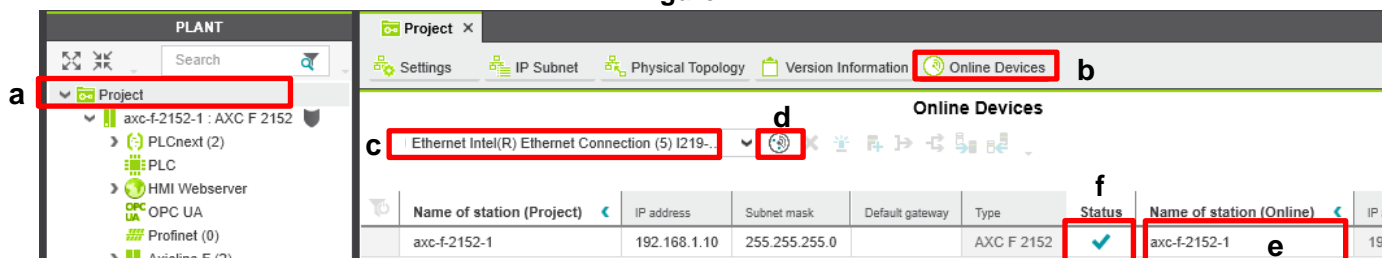 PLANT
Project ×
Search
Settings
IP Subnet
Physical Topology
Version Information
Online Devices
b
a
Project
axc-f-2152-1 : AXC F 2152
PLCnext (2)
PLC
HMI Webserver
OPC UA
OPC UA
Profinet (0)
Online Devices
d
c
Ethernet Intel(R) Ethernet Connection (5) I219-...
f
Name of station (Project)
IP address
Subnet mask
Default gateway
Type
Status
Name of station (Online)
IP
axc-f-2152-1
192.168.1.10
255.255.255.0
AXC F 2152
axc-f-2152-1
e
19